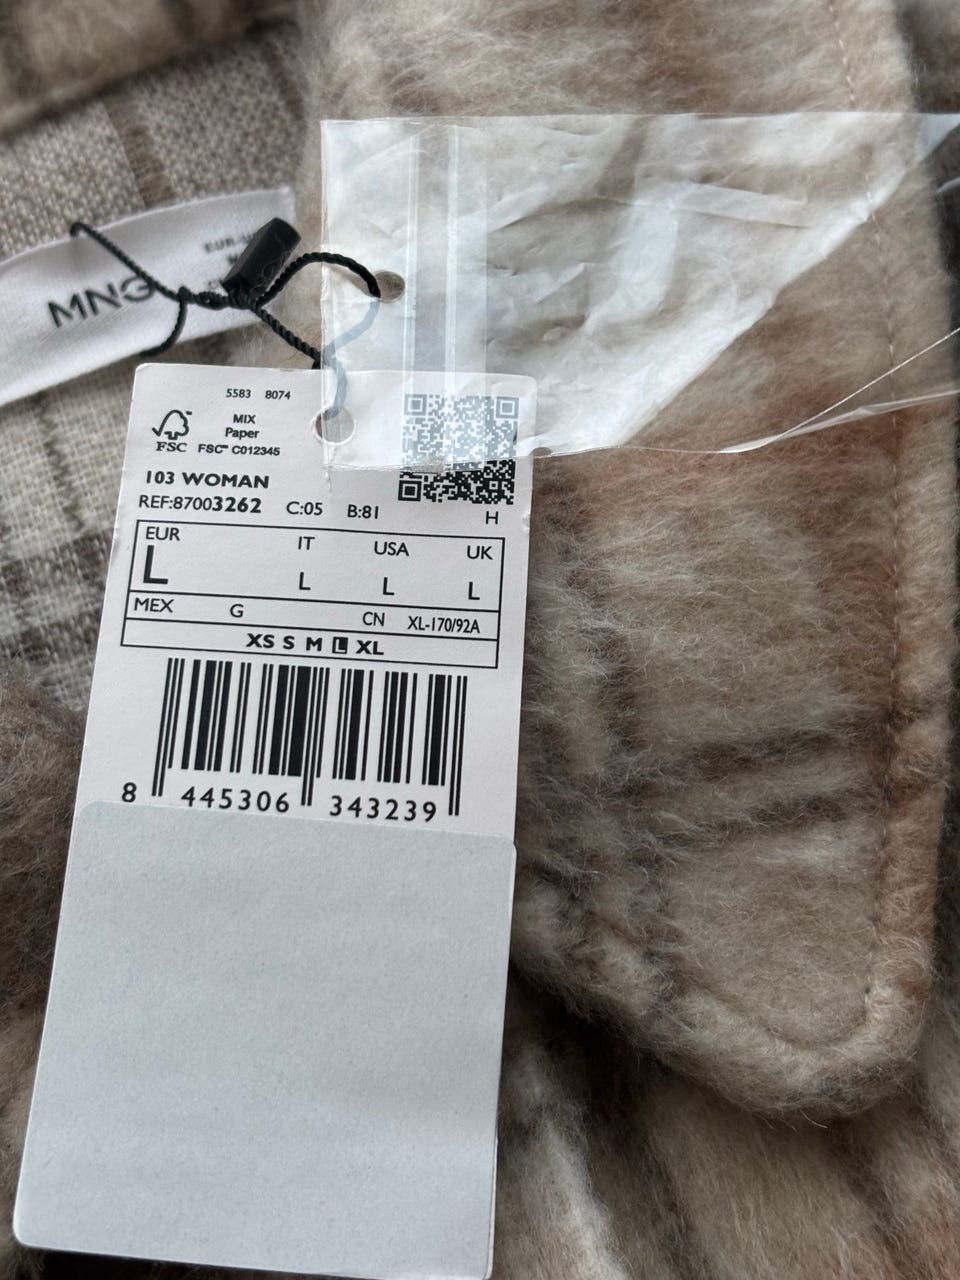 MNG
5583 8074
MIX
Paper
FSC FSC™ C012345
103 WOMAN
REF:87003262 C:05 B:81
H
EUR IT USA UK
L L L L
MEX G CN XL-170/92A
XS S M L XL
8 445306 343239